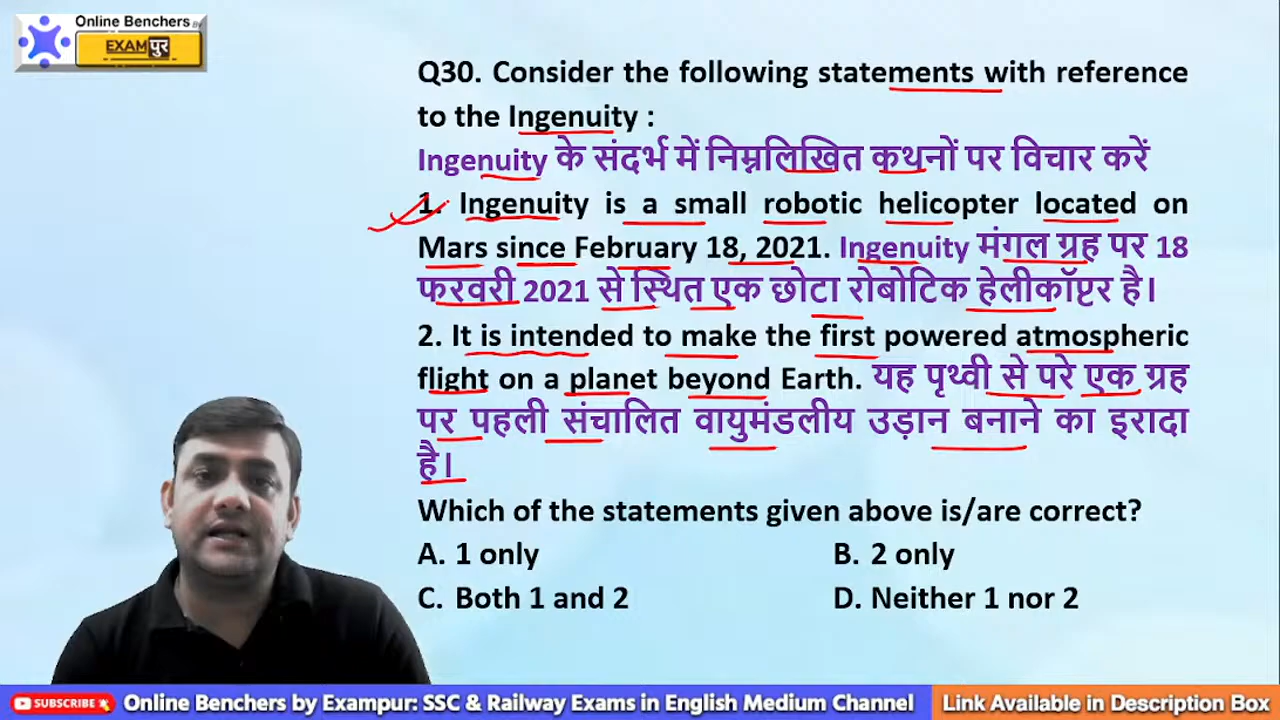 Online Benchers BY
EXAMपुर
Q30. Consider the following statements with reference
to the Ingenuity :
Ingenuity के संदर्भ में निम्नलिखित कथनों पर विचार करें
1. Ingenuity is a small robotic helicopter located on
Mars since February 18, 2021. Ingenuity मंगल ग्रह पर 18
फरवरी 2021 से स्थित एक छोटा रोबोटिक हेलीकॉप्टर है।
2. It is intended to make the first powered atmospheric
flight on a planet beyond Earth. यह पृथ्वी से परे एक ग्रह
पर पहली संचालित वायुमंडलीय उड़ान बनाने का इरादा
है।
Which of the statements given above is/are correct?
A. 1 only B. 2 only
C. Both 1 and 2 D. Neither 1 nor 2
SUBSCRIBE Online Benchers by Exampur: SSC & Railway Exams in English Medium Channel Link Available in Description Box